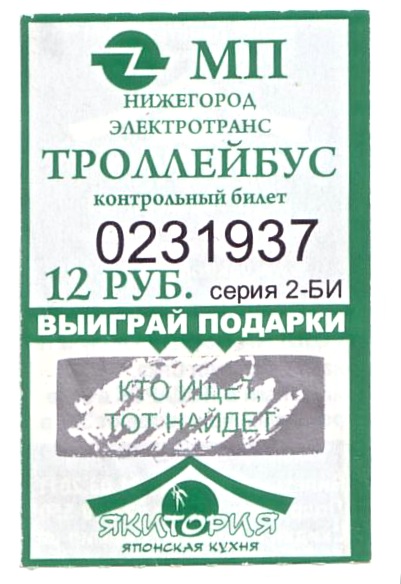 МП
НИЖЕГОРОД
ЭЛЕКТРОТРАНС
ТРОЛЛЕЙБУС
КОНТРОЛЬНЫЙ БИЛЕТ
0231937
12 РУБ. серия 2-БИ
ВЫИГРАЙ ПОДАРКИ
КТО ИЩЕТ,
ТОТ НАЙДЕТ
ЯКИТОРИЯ
ЯПОНСКАЯ КУХНЯ